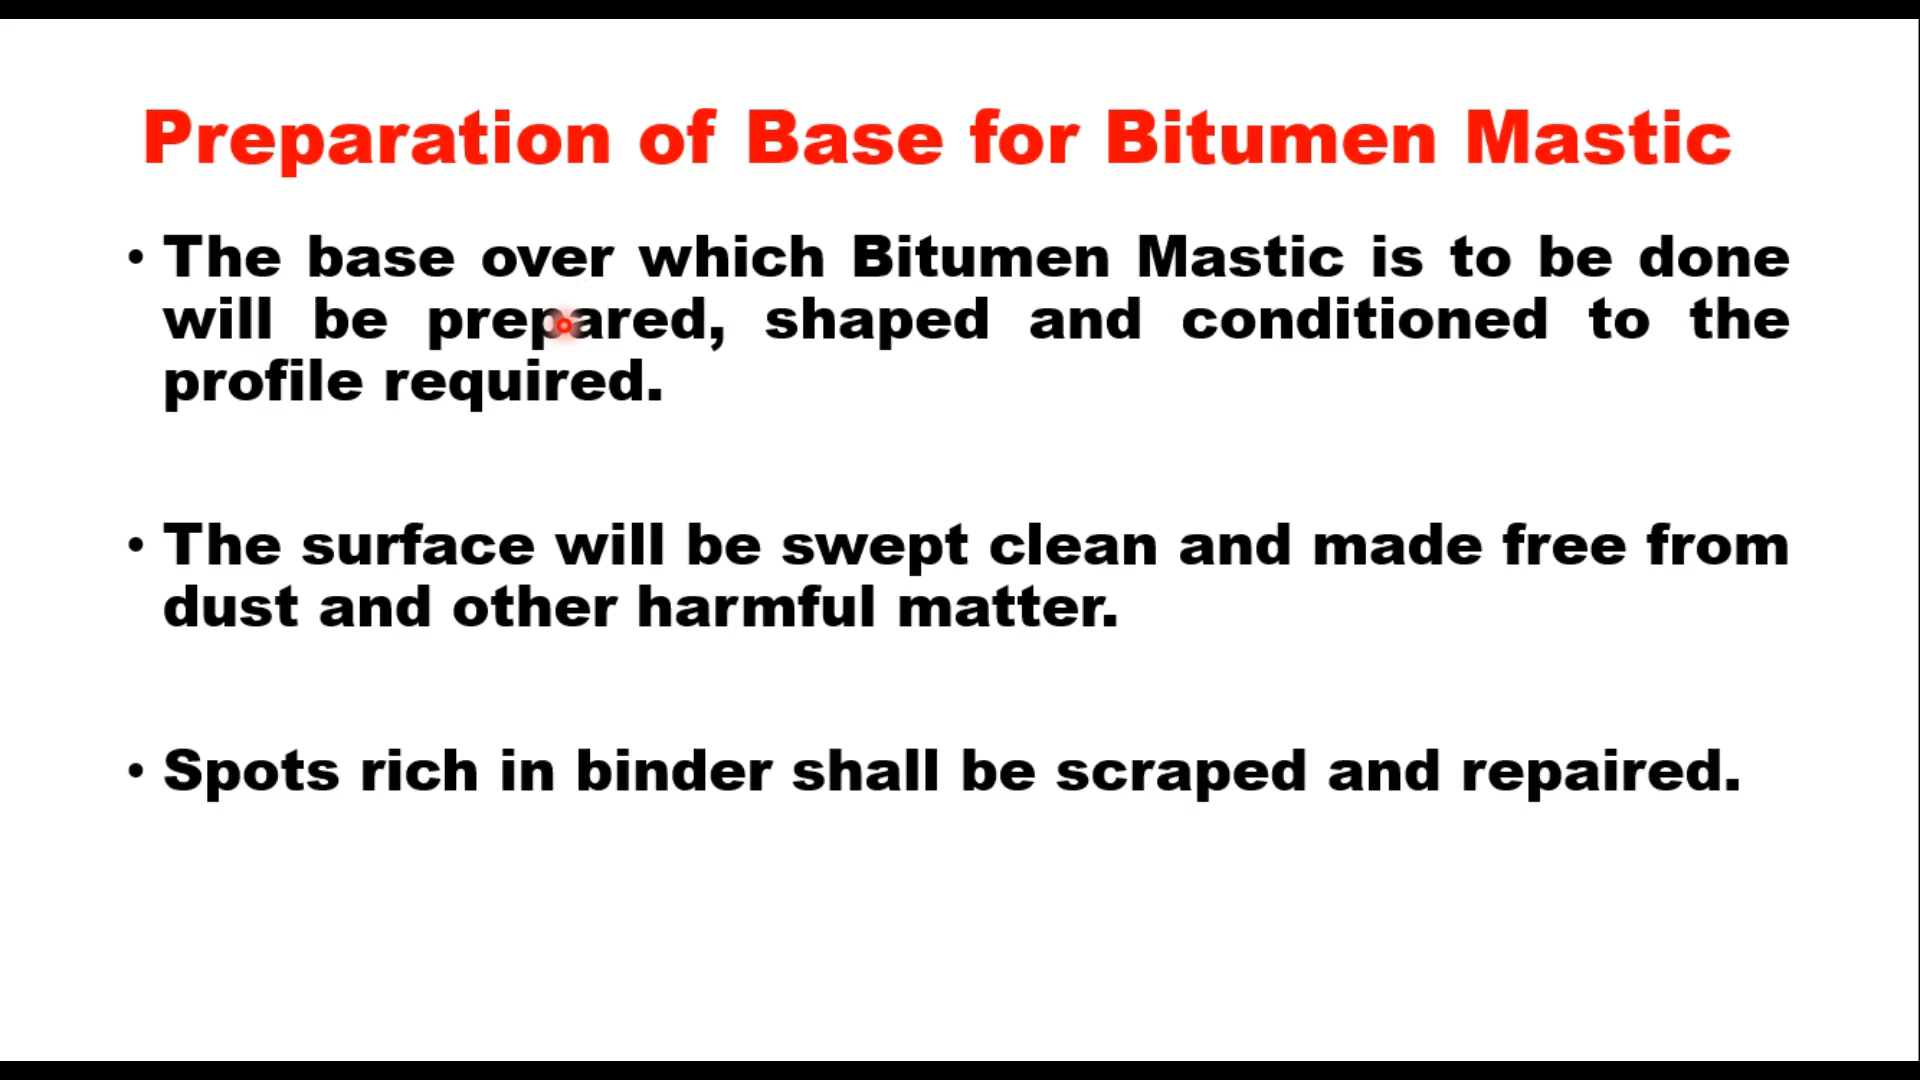 Preparation of Base for Bitumen Mastic
• The base over which Bitumen Mastic is to be done
will be prepared, shaped and conditioned to the
profile required.
• The surface will be swept clean and made free from
dust and other harmful matter.
• Spots rich in binder shall be scraped and repaired.